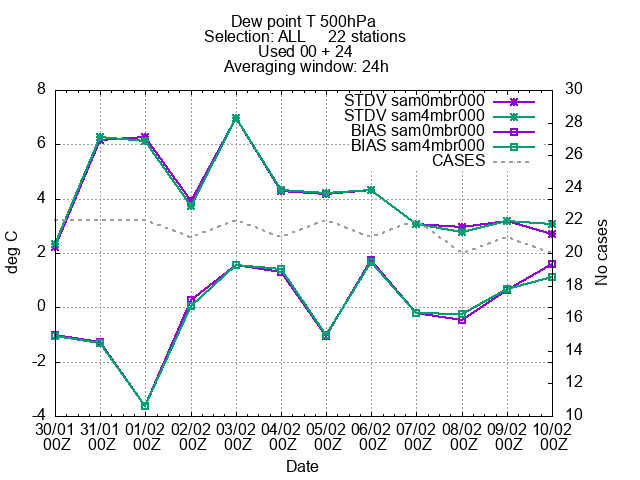 Dew point T 500hPa
Selection: ALL 22 stations
Used 00 + 24
Averaging window: 24h
STDV sam0mbr000
STDV sam4mbr000
BIAS sam0mbr000
BIAS sam4mbr000
CASES
deg C
8
6
4
2
0
-2
-4
30
28
26
24
22
20
18
16
14
12
10
No cases
30/01 31/01 01/02 02/02 03/02 04/02 05/02 06/02 07/02 08/02 09/02 10/02
00Z 00Z 00Z 00Z 00Z 00Z 00Z 00Z 00Z 00Z 00Z 00Z
Date